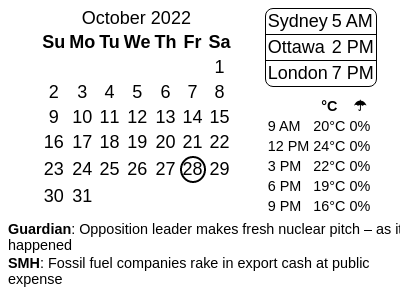 October 2022
Su Mo Tu We Th Fr Sa
1
2 3 4 5 6 7 8
9 10 11 12 13 14 15
16 17 18 19 20 21 22
23 24 25 26 27 28 29
30 31
Sydney 5 AM
Ottawa 2 PM
London 7 PM
°C ☂
9 AM 20°C 0%
12 PM 24°C 0%
3 PM 22°C 0%
6 PM 19°C 0%
9 PM 16°C 0%
Guardian: Opposition leader makes fresh nuclear pitch – as it
happened
SMH: Fossil fuel companies rake in export cash at public
expense